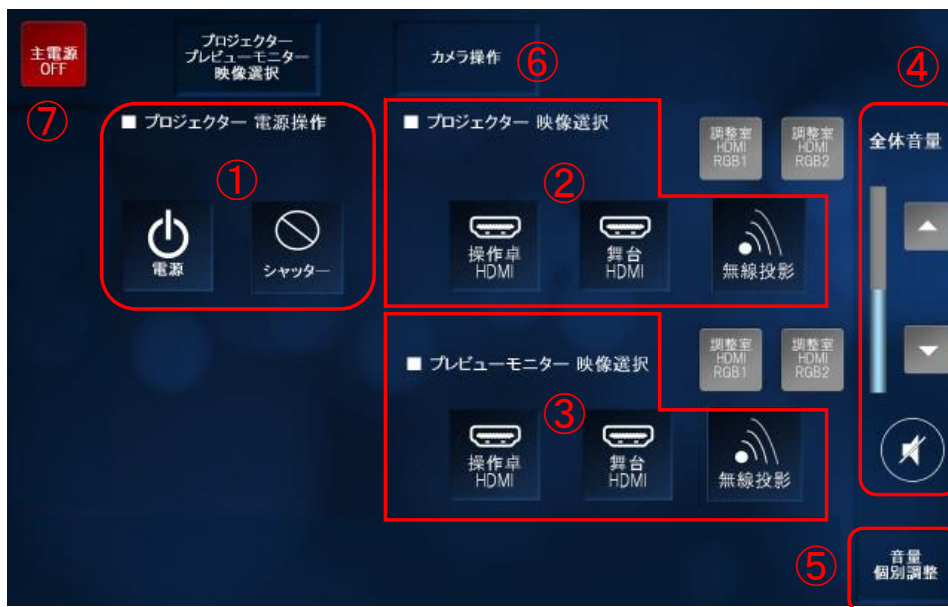 主電源
OFF
プロジェクター
プレビューモニター
映像選択
カメラ操作
⑥
④
⑦
■ プロジェクター 電源操作
①
電源
シャッター
■ プロジェクター 映像選択
②
調整室
HDMI
RGB1
調整室
HDMI
RGB2
操作卓
HDMI
舞台
HDMI
無線投影
全体音量
■ プレビューモニター 映像選択
③
調整室
HDMI
RGB1
調整室
HDMI
RGB2
操作卓
HDMI
舞台
HDMI
無線投影
⑤
音量
個別調整